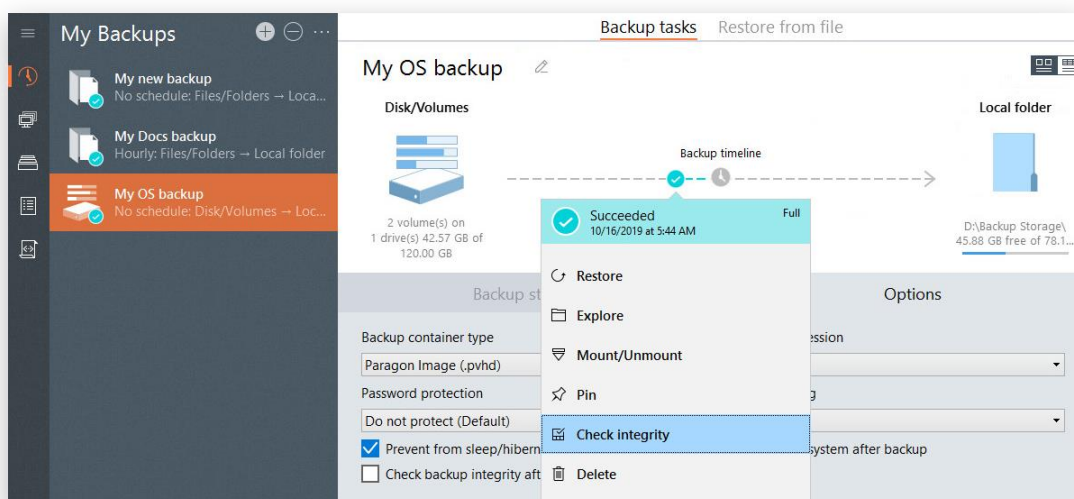 My Backups
My new backup
No schedule: Files/Folders → Loca...
My Docs backup
Hourly: Files/Folders → Local folder
My OS backup
No schedule: Disk/Volumes → Loc...
Backup tasks
Restore from file
My OS backup
Disk/Volumes
Local folder
Backup timeline
2 volume(s) on
1 drive(s) 42.57 GB of
120.00 GB
D:\Backup Storage\
45.88 GB free of 78.1...
Succeeded
Full
10/16/2019 at 5:44 AM
Restore
Explore
Mount/Unmount
Pin
Check integrity
Delete
Backup st
Options
Backup container type
ession
Paragon Image (.pvhd)
Password protection
g
Do not protect (Default)
Prevent from sleep/hibern
system after backup
Check backup integrity aft